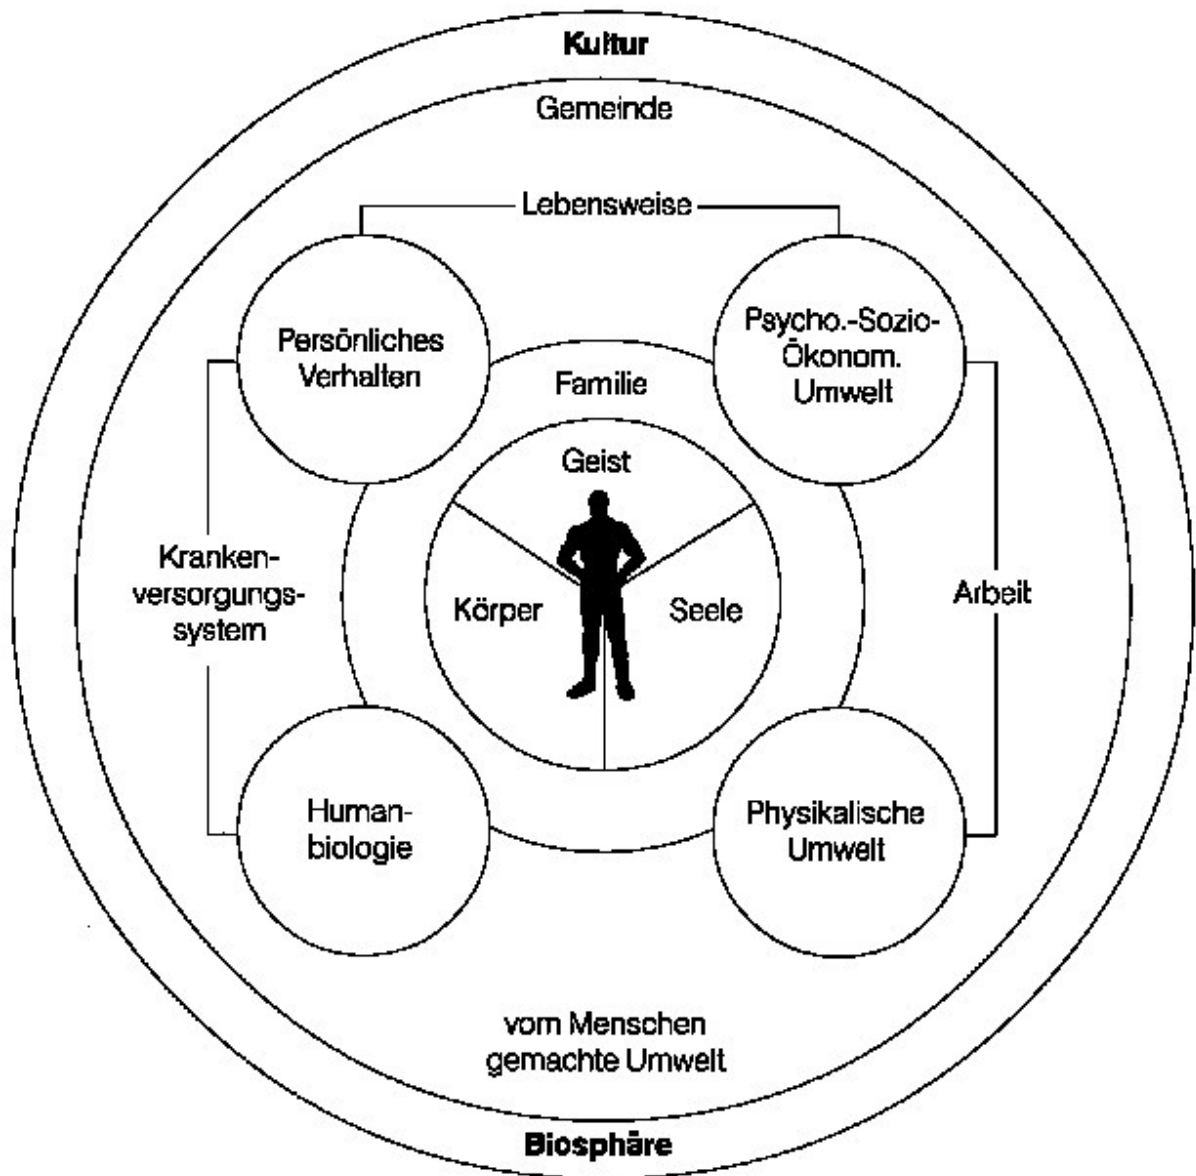 Kultur
Gemeinde
Lebensweise
Persönliches
Verhalten
Psycho.-Sozio-
Ökonom.
Umwelt
Familie
Geist
Kranken-
versorgungs-
system
Körper
Seele
Arbeit
Human-
biologie
Physikalische
Umwelt
vom Menschen
gemachte Umwelt
Biosphäre